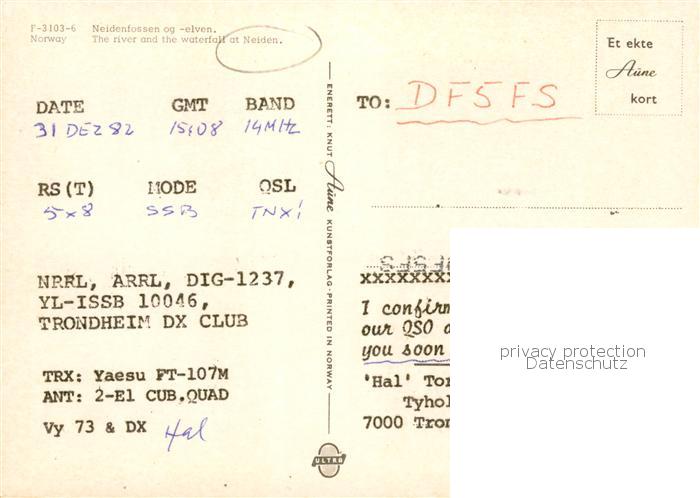 F-3103-6 Neidenfossen og -elven.
Norway The river and the waterfall at Neiden.
DATE GMT BAND
31 DEZ 82 15:08 14MHz
RS(T) MODE QSL
5x8 SSB TNX!
NRRL, ARRL, DIG-1237,
YL-ISSB 10046,
TRONDHEIM DX CLUB
TRX: Yaesu FT-107M
ANT: 2-El CUB.QUAD
Vy 73 & DX Hal
ENERETT: KNUT Aüne KUNSTFORLAG · PRINTED IN NORWAY
ULTRA
Et ekte
Aüne
kort
TO: DF5FS
DF5FS
xxxxxxxxx
I confirm
our QSO
you soon
'Hal' Tor
Tyhol
7000 Tron
privacy protection
Datenschutz